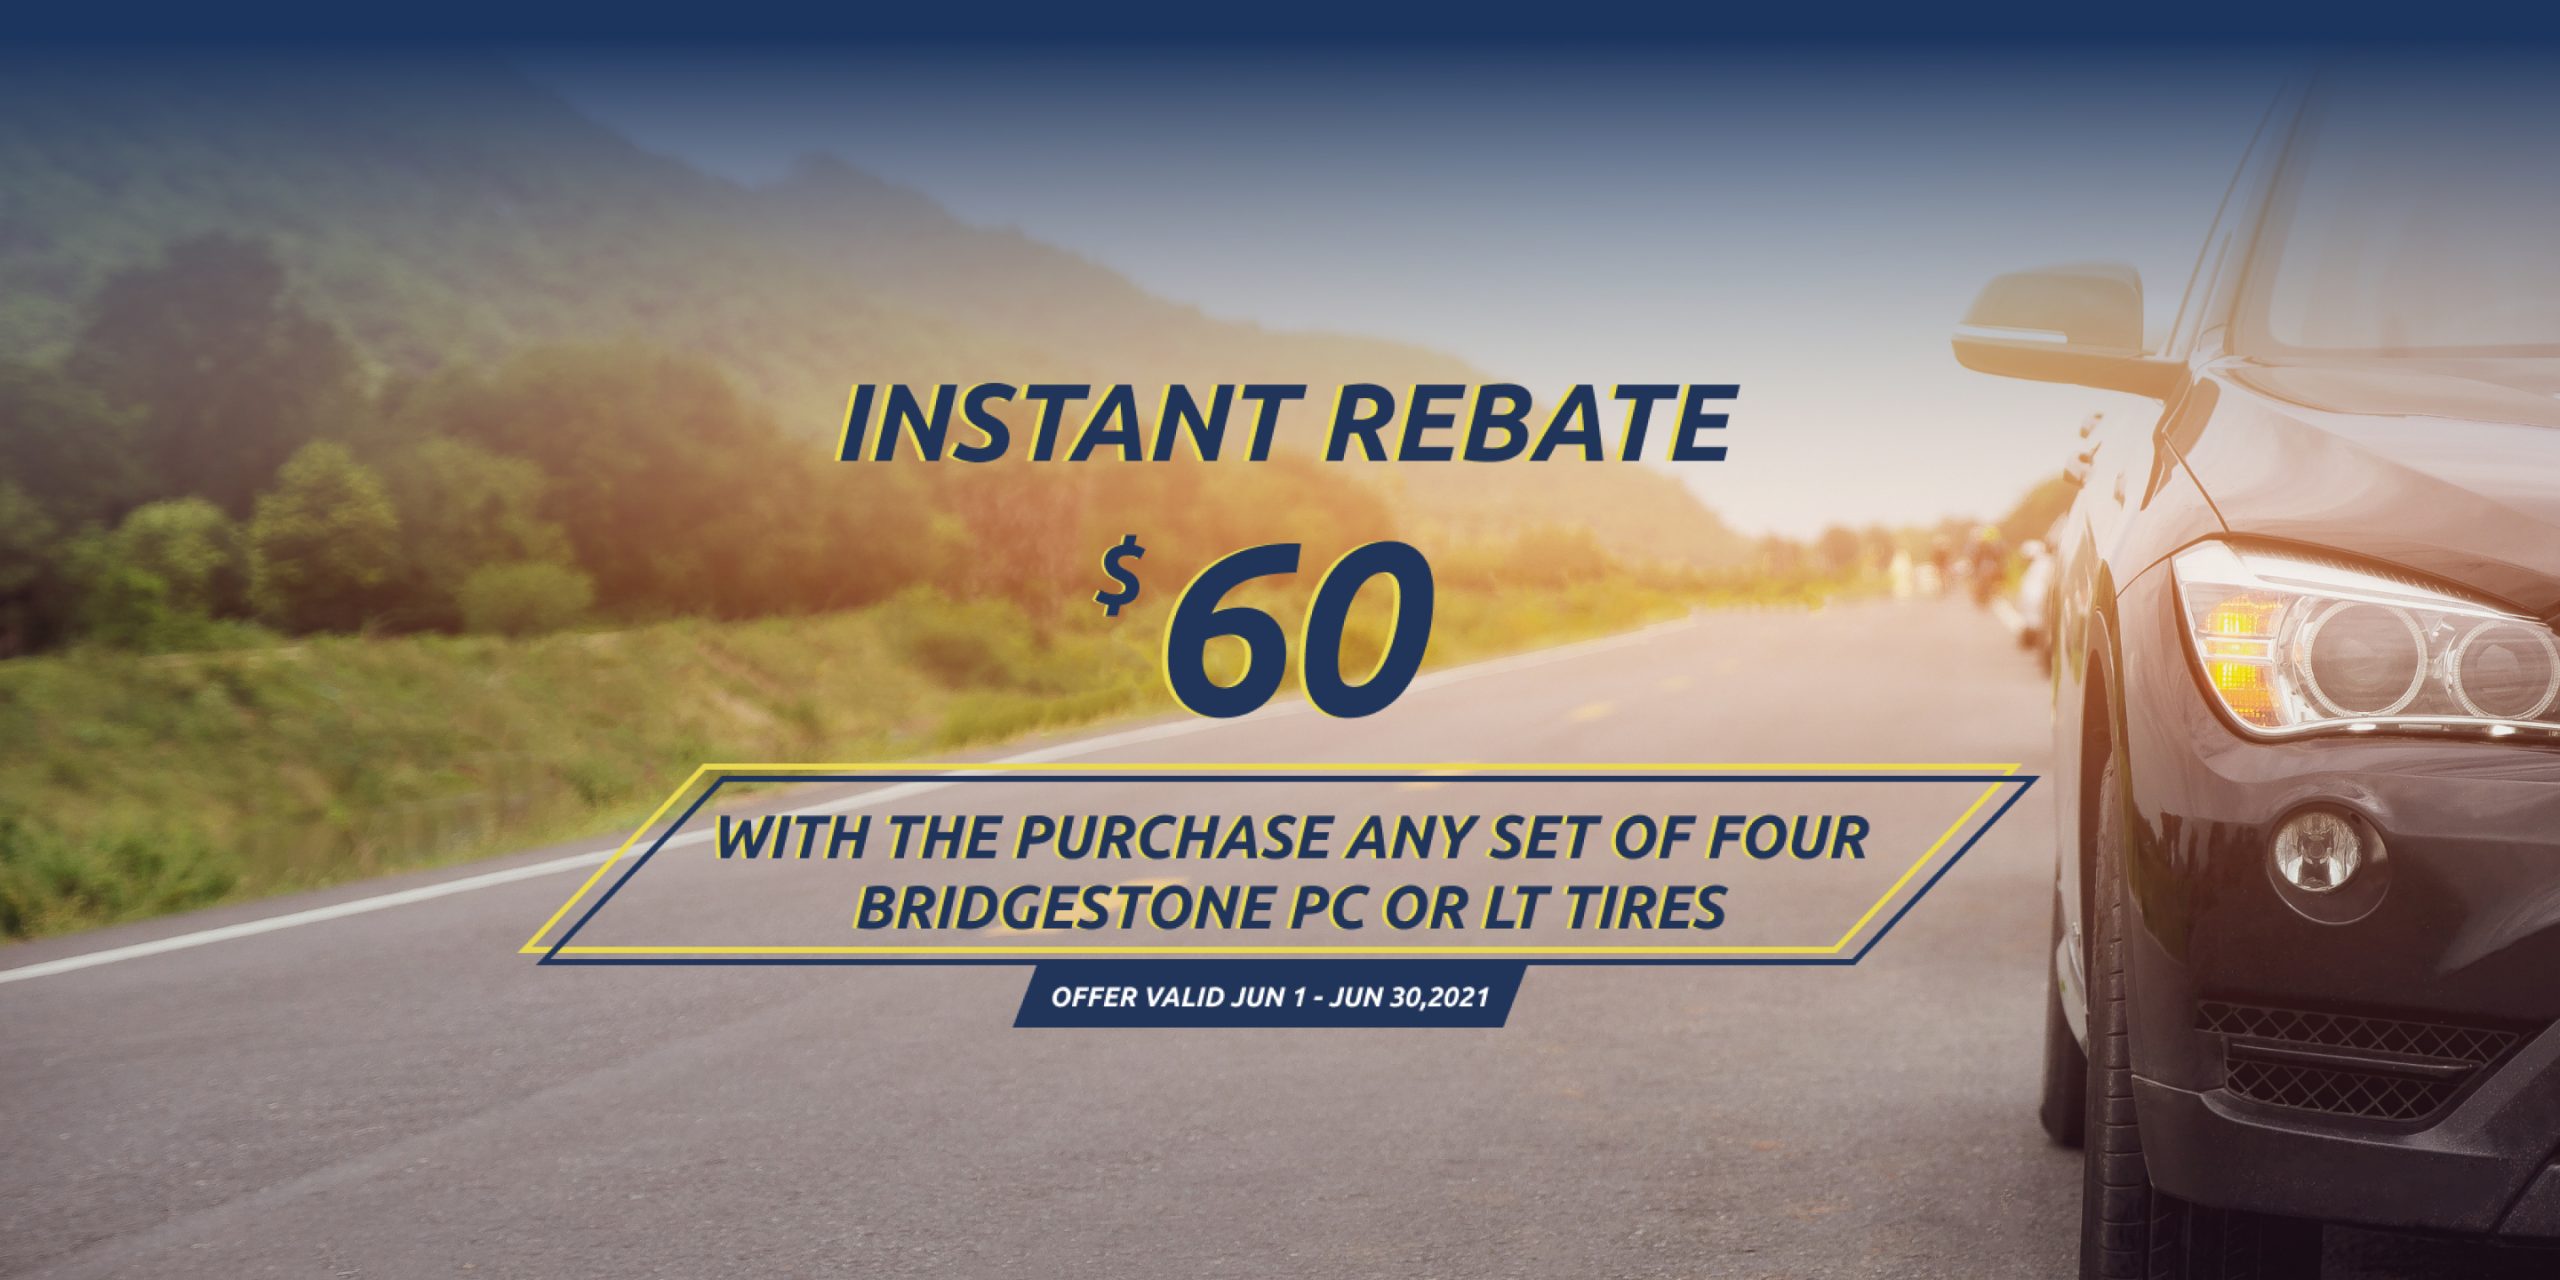 INSTANT REBATE
$60
WITH THE PURCHASE ANY SET OF FOUR
BRIDGESTONE PC OR LT TIRES
OFFER VALID JUN 1 - JUN 30,2021